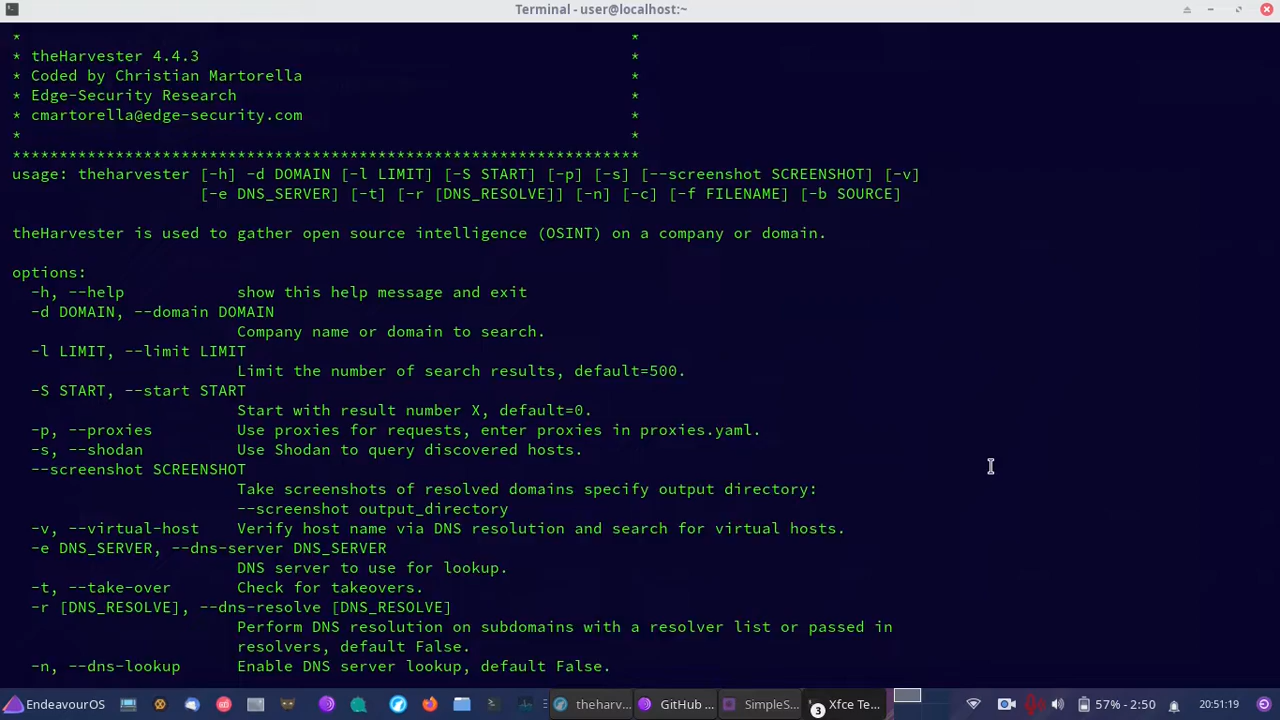 Terminal - user@localhost:~
*                                                                  *
* theHarvester 4.4.3                                               *
* Coded by Christian Martorella                                    *
* Edge-Security Research                                           *
* cmartorella@edge-security.com                                    *
*                                                                  *
*******************************************************************
usage: theharvester [-h] -d DOMAIN [-l LIMIT] [-S START] [-p] [-s] [--screenshot SCREENSHOT] [-v]
                    [-e DNS_SERVER] [-t] [-r [DNS_RESOLVE]] [-n] [-c] [-f FILENAME] [-b SOURCE]
theHarvester is used to gather open source intelligence (OSINT) on a company or domain.
options:
  -h, --help            show this help message and exit
  -d DOMAIN, --domain DOMAIN
                        Company name or domain to search.
  -l LIMIT, --limit LIMIT
                        Limit the number of search results, default=500.
  -S START, --start START
                        Start with result number X, default=0.
  -p, --proxies         Use proxies for requests, enter proxies in proxies.yaml.
  -s, --shodan          Use Shodan to query discovered hosts.
  --screenshot SCREENSHOT
                        Take screenshots of resolved domains specify output directory:
                        --screenshot output_directory
  -v, --virtual-host    Verify host name via DNS resolution and search for virtual hosts.
  -e DNS_SERVER, --dns-server DNS_SERVER
                        DNS server to use for lookup.
  -t, --take-over       Check for takeovers.
  -r [DNS_RESOLVE], --dns-resolve [DNS_RESOLVE]
                        Perform DNS resolution on subdomains with a resolver list or passed in
                        resolvers, default False.
  -n, --dns-lookup      Enable DNS server lookup, default False.
EndeavourOS theharv... GitHub ... SimpleS... 3 Xfce Te... 57% - 2:50 20:51:19